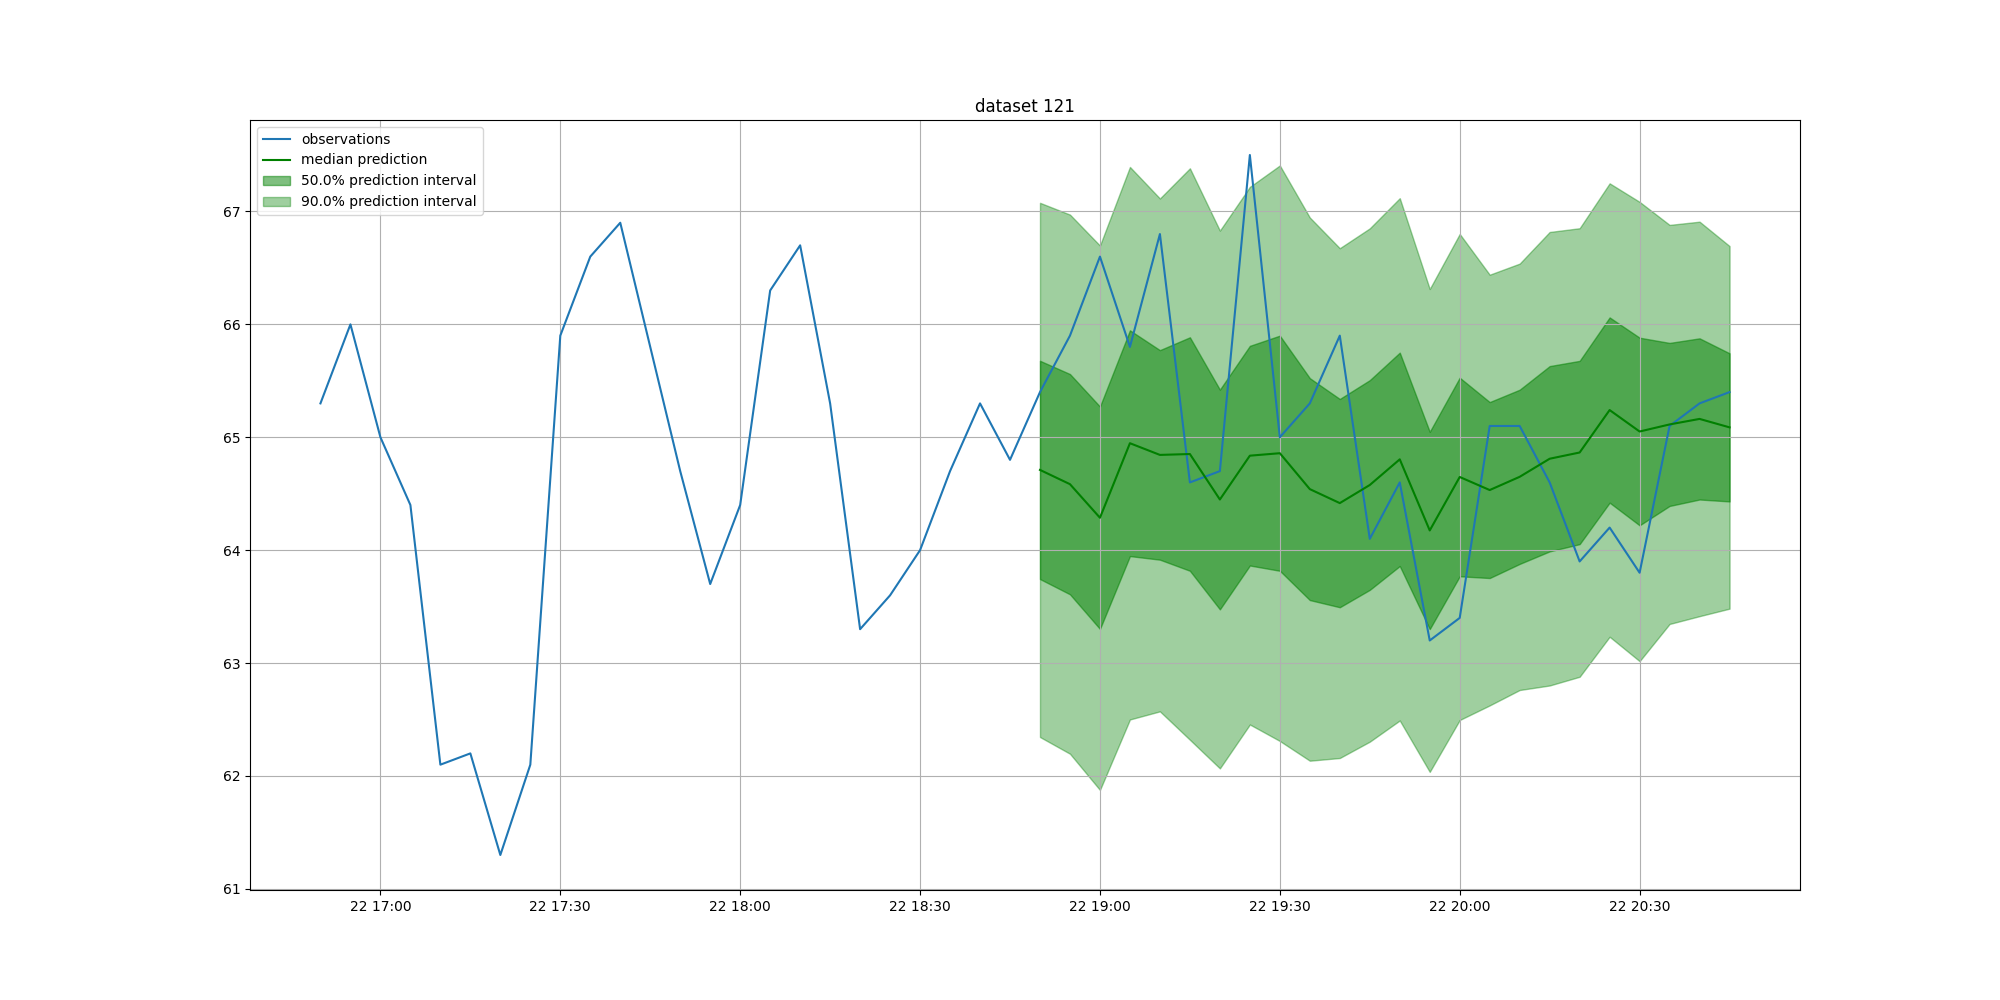 dataset 121
observations
median prediction
50.0% prediction interval
90.0% prediction interval
67
66
65
64
63
62
61
22 17:00 22 17:30 22 18:00 22 18:30 22 19:00 22 19:30 22 20:00 22 20:30